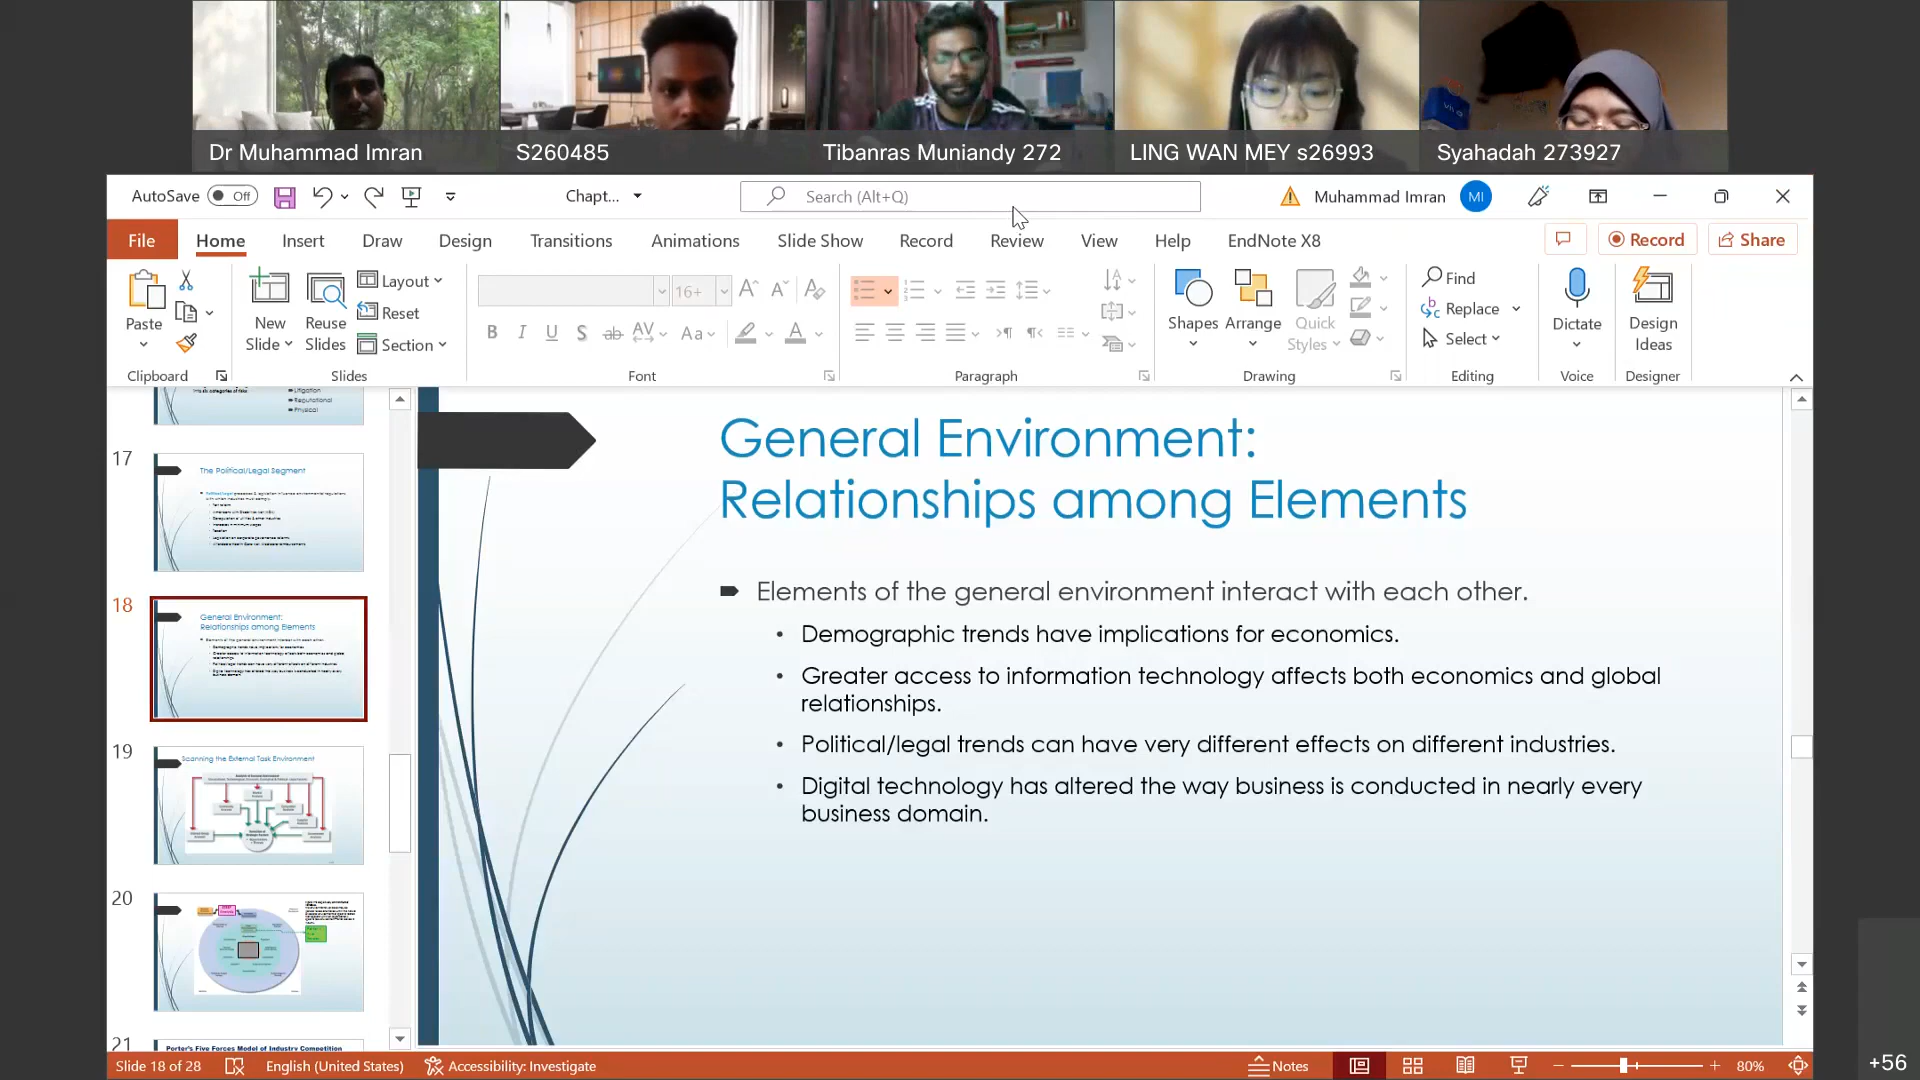 Dr Muhammad Imran
S260485
Tibanras Muniandy 272
LING WAN MEY s26993
Syahadah 273927
AutoSave Off
Chapt...
Search (Alt+Q)
Muhammad Imran
MI
File Home Insert Draw Design Transitions Animations Slide Show Record Review View Help EndNote X8
Record
Share
Paste
Clipboard
New
Slide
Reuse
Slides
Layout
Reset
Section
Slides
16+
Font
Paragraph
Shapes
Arrange
Quick
Styles
Drawing
Find
Replace
Select
Editing
Dictate
Voice
Design
Ideas
Designer
Litigation
Reputational
Physical
17
The Political/Legal Segment
18
General Environment:
Relationships among Elements
19
Scanning the External Task Environment
20
21
Porter's Five Forces Model of Industry Competition
General Environment:
Relationships among Elements
Elements of the general environment interact with each other.
• Demographic trends have implications for economics.
• Greater access to information technology affects both economics and global
relationships.
• Political/legal trends can have very different effects on different industries.
• Digital technology has altered the way business is conducted in nearly every
business domain.
Slide 18 of 28
English (United States)
Accessibility: Investigate
Notes
80%
+56